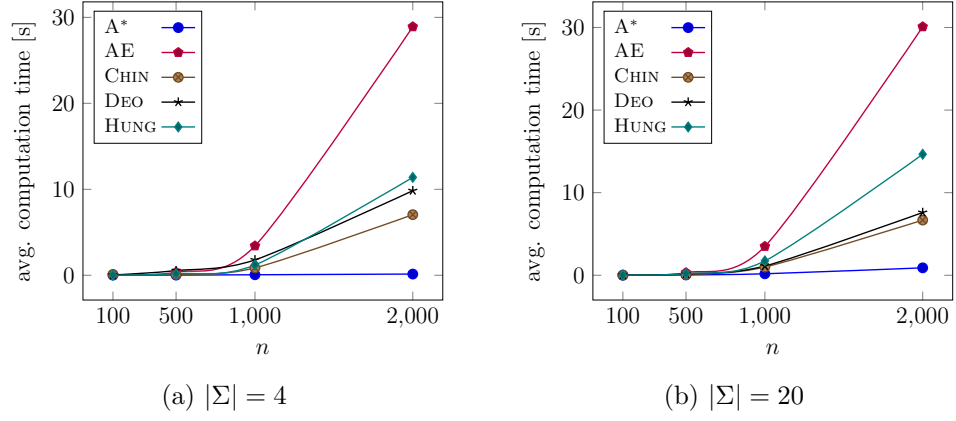 avg. computation time [s]
30
20
10
0
A*
AE
CHIN
DEO
HUNG
100
500
1,000
2,000
n
(a) |Σ| = 4
avg. computation time [s]
30
20
10
0
A*
AE
CHIN
DEO
HUNG
100
500
1,000
2,000
n
(b) |Σ| = 20